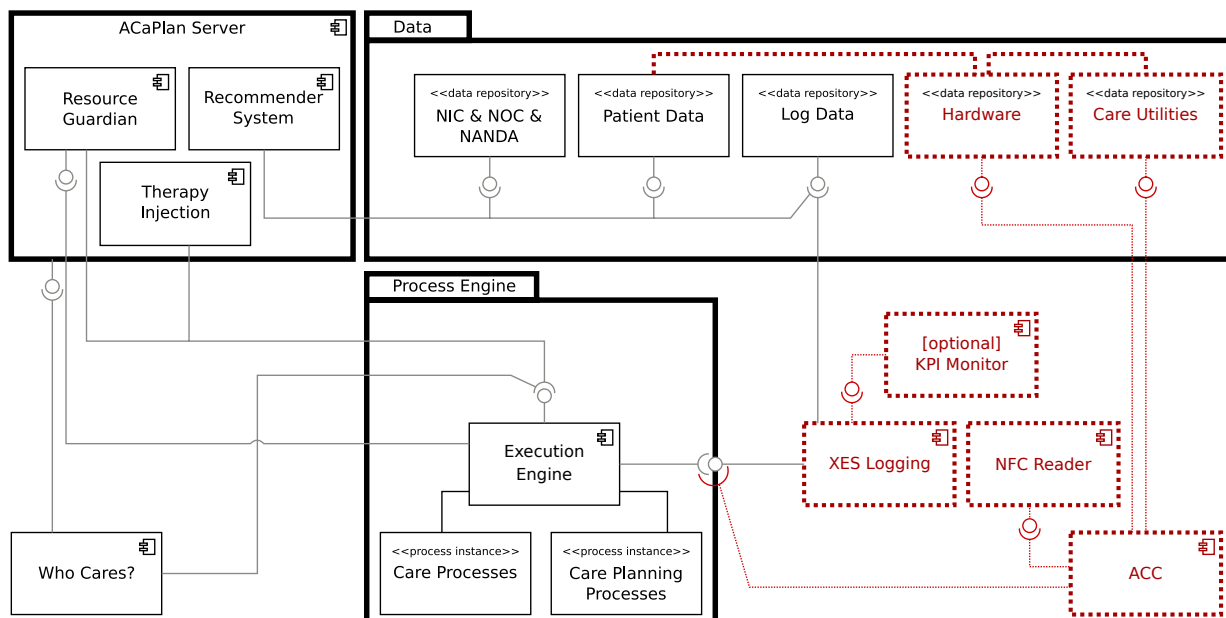 ACaPlan Server
Resource
Guardian
Recommender
System
Therapy
Injection
Data
<<data repository>>
NIC & NOC &
NANDA
<<data repository>>
Patient Data
<<data repository>>
Log Data
<<data repository>>
Hardware
<<data repository>>
Care Utilities
Process Engine
[optional]
KPI Monitor
Execution
Engine
XES Logging
NFC Reader
Who Cares?
<<process instance>>
Care Processes
<<process instance>>
Care Planning
Processes
ACC